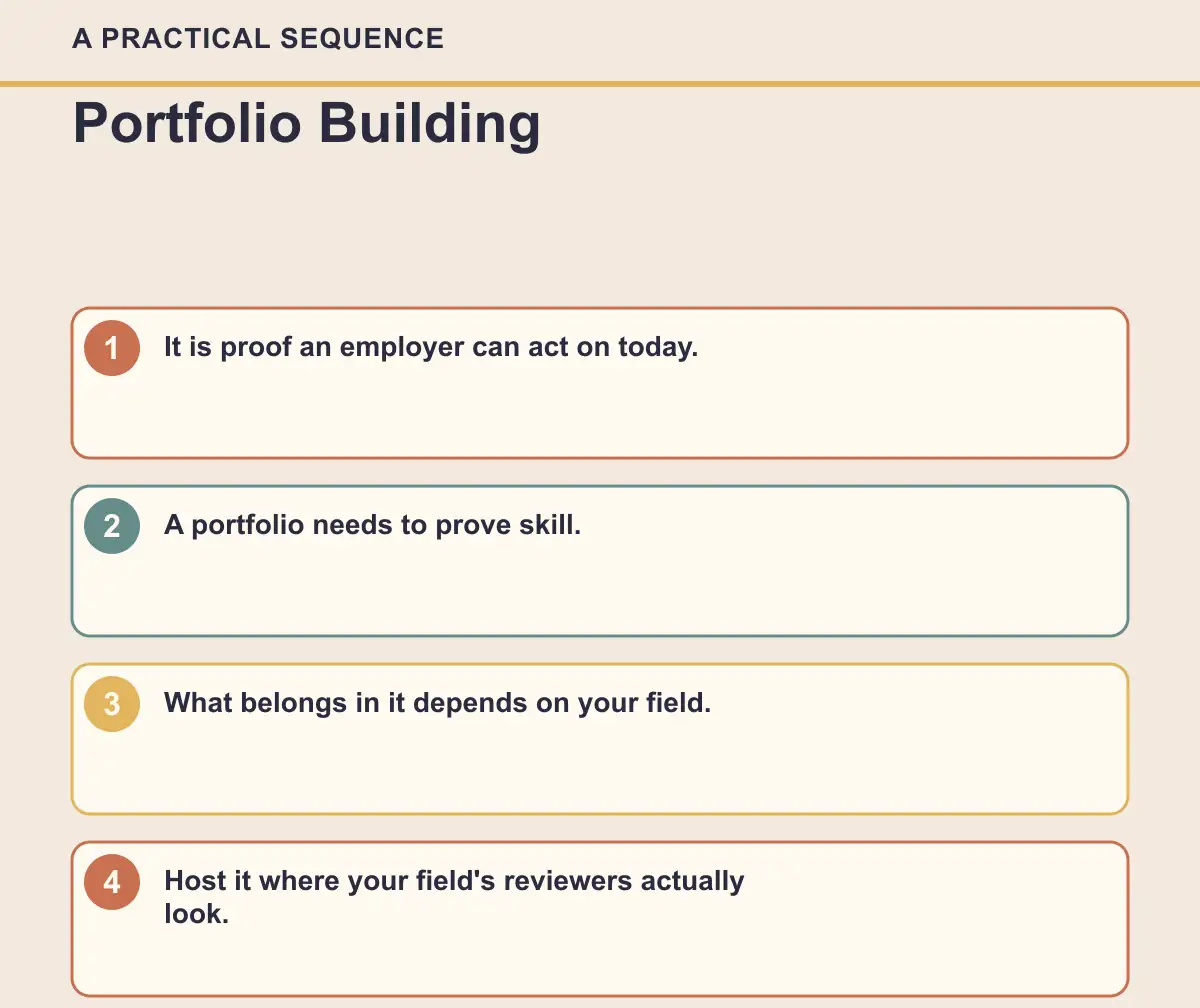 A PRACTICAL SEQUENCE
Portfolio Building
1
It is proof an employer can act on today.
2
A portfolio needs to prove skill.
3
What belongs in it depends on your field.
4
Host it where your field's reviewers actually
look.